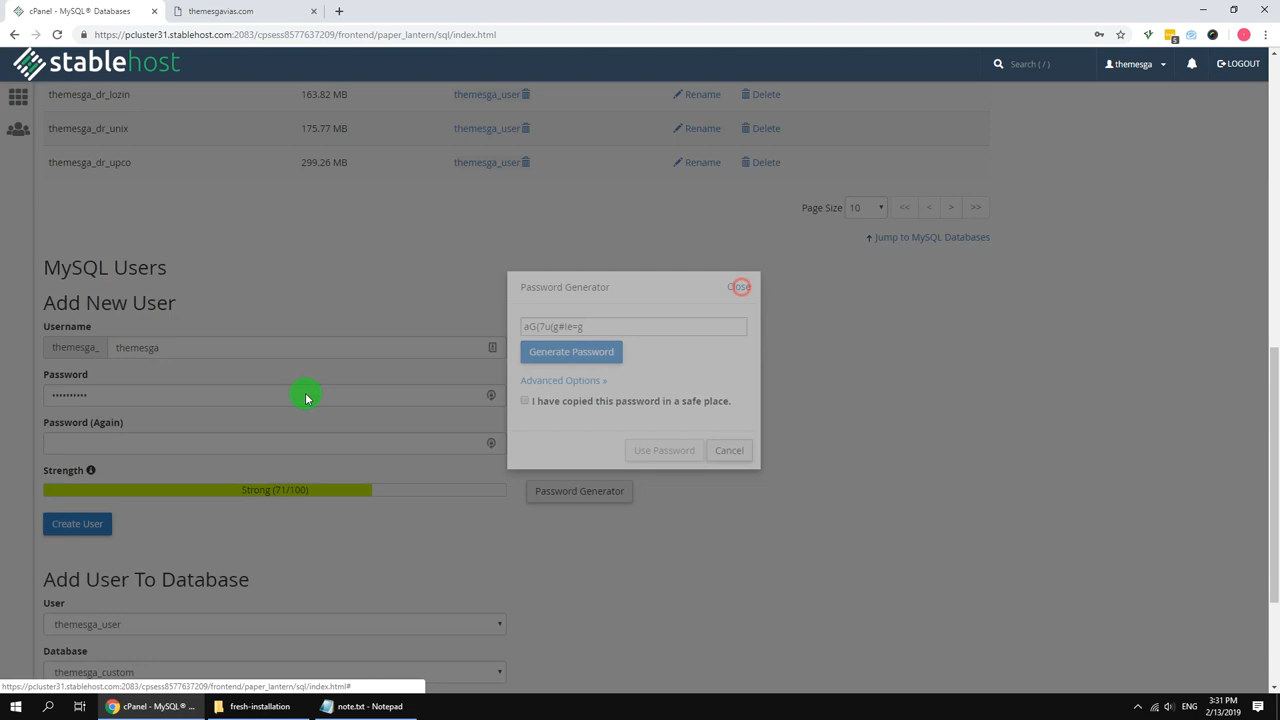 cPanel - MySQL® Databases
themesgavias.com
https://pcluster31.stablehost.com:2083/cpsess8577637209/frontend/paper_lantern/sql/index.html
5
stablehost
Search ( / )
themesga
LOGOUT
themesga_dr_lozin 163.82 MB themesga_user Rename Delete
themesga_dr_unix 175.77 MB themesga_user Rename Delete
themesga_dr_upco 299.26 MB themesga_user Rename Delete
Page Size 10 << < > >>
Jump to MySQL Databases
MySQL Users
Add New User
Username
themesga_ themesga
Password
Password (Again)
Strength
Strong (71/100)
Password Generator
Create User
Password Generator
Close
Generate Password
Advanced Options »
I have copied this password in a safe place.
Use Password Cancel
Add User To Database
User
themesga_user
Database
themesga_custom
https://pcluster31.stablehost.com:2083/cpsess8577637209/frontend/paper_lantern/sql/index.html#
cPanel - MySQL® ...
fresh-installation
note.txt - Notepad
ENG
3:31 PM
2/13/2019